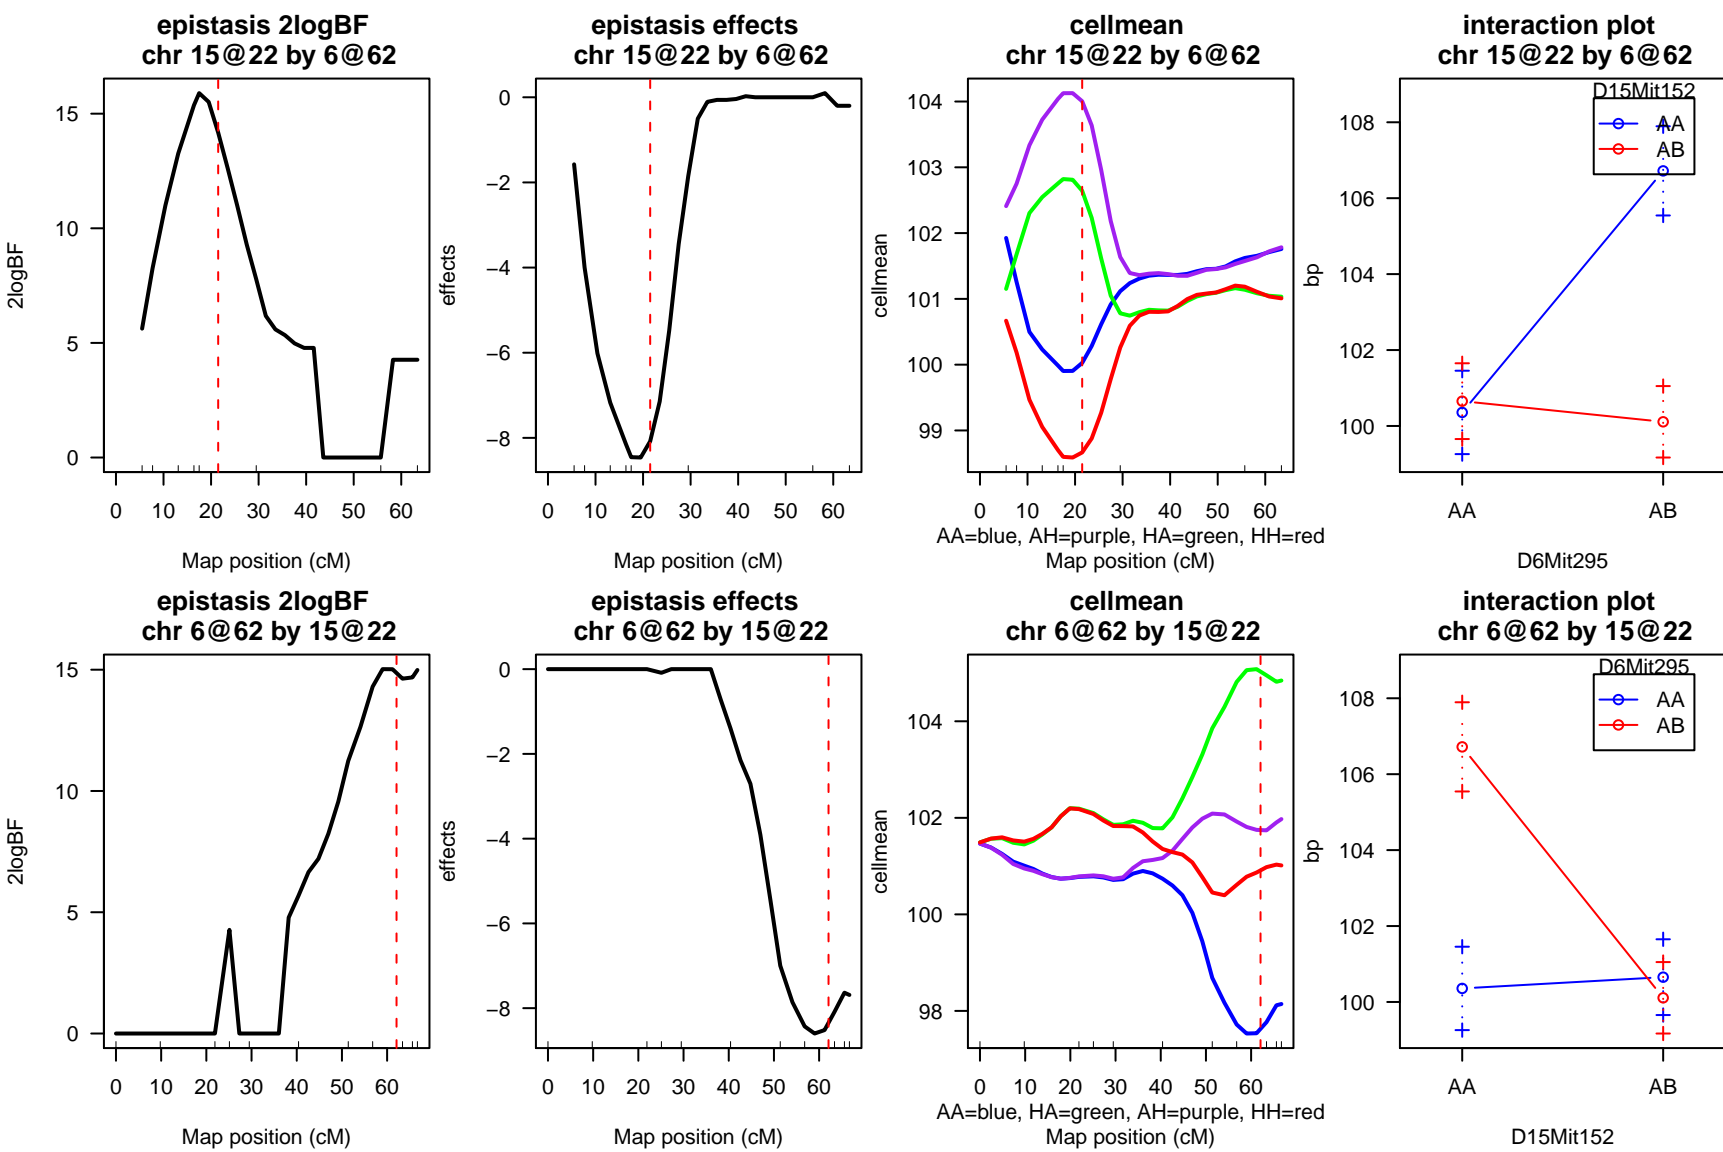 epistasis 2logBF
chr 15@22 by 6@62
2logBF
15
10
5
0
0 10 20 30 40 50 60
Map position (cM)
epistasis effects
chr 15@22 by 6@62
effects
0
−2
−4
−6
−8
0 10 20 30 40 50 60
Map position (cM)
cellmean
chr 15@22 by 6@62
cellmean
104
103
102
101
100
99
0 10 20 30 40 50 60
AA=blue, AH=purple, HA=green, HH=red
Map position (cM)
interaction plot
chr 15@22 by 6@62
bp
108
106
104
102
100
D15Mit152
AA
AB
AA AB
D6Mit295
epistasis 2logBF
chr 6@62 by 15@22
2logBF
15
10
5
0
0 10 20 30 40 50 60
Map position (cM)
epistasis effects
chr 6@62 by 15@22
effects
0
−2
−4
−6
−8
0 10 20 30 40 50 60
Map position (cM)
cellmean
chr 6@62 by 15@22
cellmean
104
102
100
98
0 10 20 30 40 50 60
AA=blue, HA=green, AH=purple, HH=red
Map position (cM)
interaction plot
chr 6@62 by 15@22
bp
108
106
104
102
100
D6Mit295
AA
AB
AA AB
D15Mit152